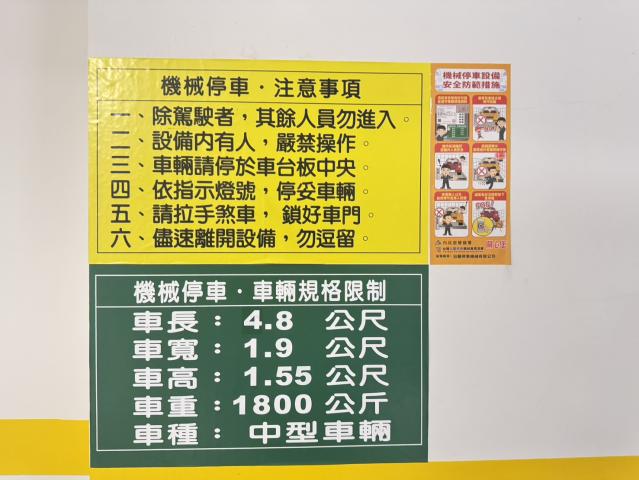 機械停車．注意事項
一、除駕駛者，其餘人員勿進入。
二、設備內有人，嚴禁操作。
三、車輛請停於車台板中央。
四、依指示燈號，停妥車輛。
五、請拉手煞車， 鎖好車門。
六、儘速離開設備，勿逗留。
機械停車．車輛規格限制
車長： 4.8 公尺
車寬： 1.9 公尺
車高： 1.55 公尺
車重：1800 公斤
車種： 中型車輛
機械停車設備
安全防範措施